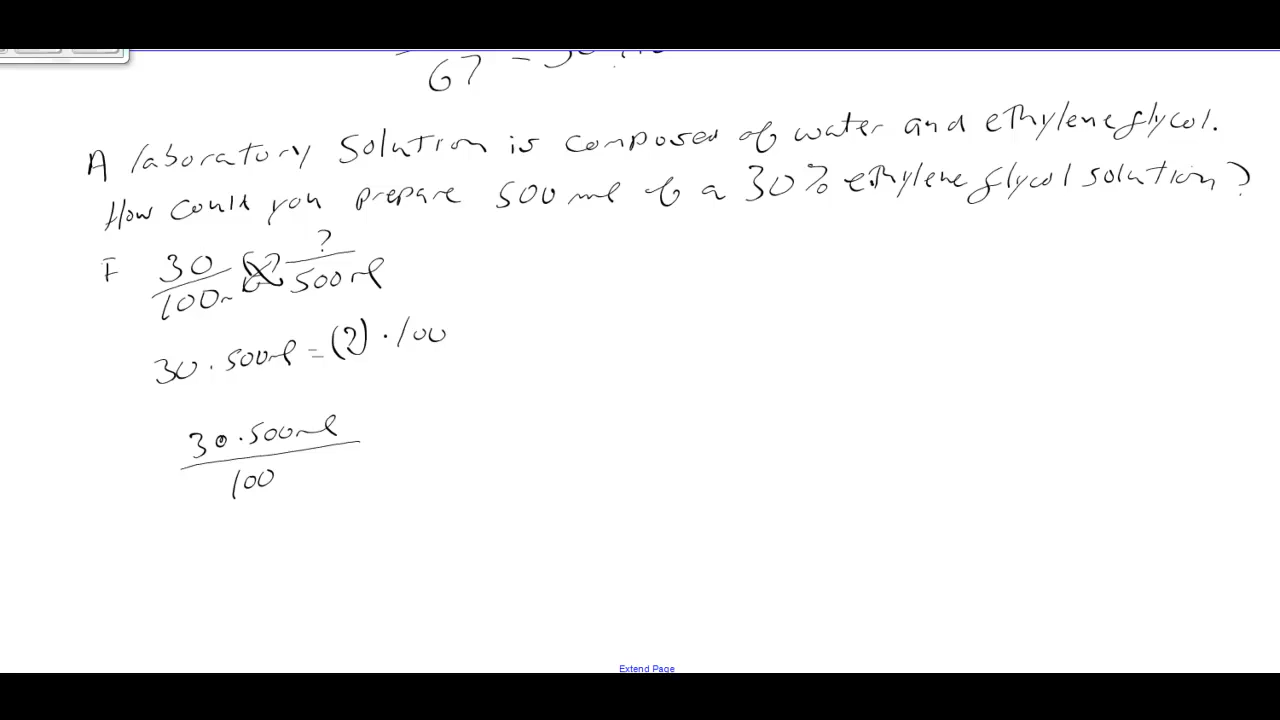 67
A laboratory solution is composed of water and ethylene glycol.
How could you prepare 500 ml of a 30% ethylene glycol solution?
30 ?
100 500 ml
30 · 500 ml = (?) · 100
30 · 500 ml
100
Extend Page